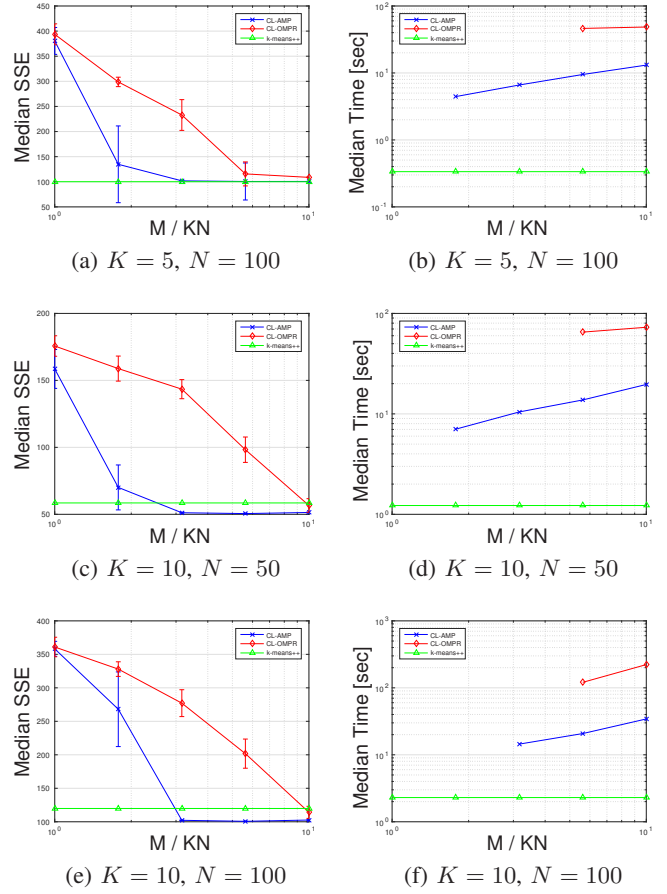 450
400
350
300
250
200
150
100
50
Median SSE
10^0
10^1
M / KN
CL-AMP
CL-OMPR
k-means++
(a) K = 5, N = 100
10^2
10^1
10^0
10^-1
Median Time [sec]
10^0
10^1
M / KN
CL-AMP
CL-OMPR
k-means++
(b) K = 5, N = 100
200
150
100
50
Median SSE
10^0
10^1
M / KN
CL-AMP
CL-OMPR
k-means++
(c) K = 10, N = 50
10^2
10^1
10^0
Median Time [sec]
10^0
10^1
M / KN
CL-AMP
CL-OMPR
k-means++
(d) K = 10, N = 50
400
350
300
250
200
150
100
Median SSE
10^0
10^1
M / KN
CL-AMP
CL-OMPR
k-means++
(e) K = 10, N = 100
10^3
10^2
10^1
10^0
Median Time [sec]
10^0
10^1
M / KN
CL-AMP
CL-OMPR
k-means++
(f) K = 10, N = 100